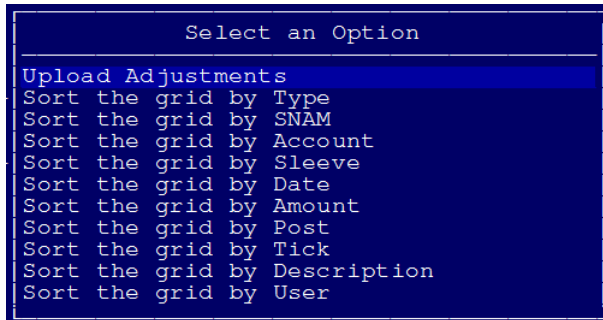 Select an Option
Upload Adjustments
Sort the grid by Type
Sort the grid by SNAM
Sort the grid by Account
Sort the grid by Sleeve
Sort the grid by Date
Sort the grid by Amount
Sort the grid by Post
Sort the grid by Tick
Sort the grid by Description
Sort the grid by User